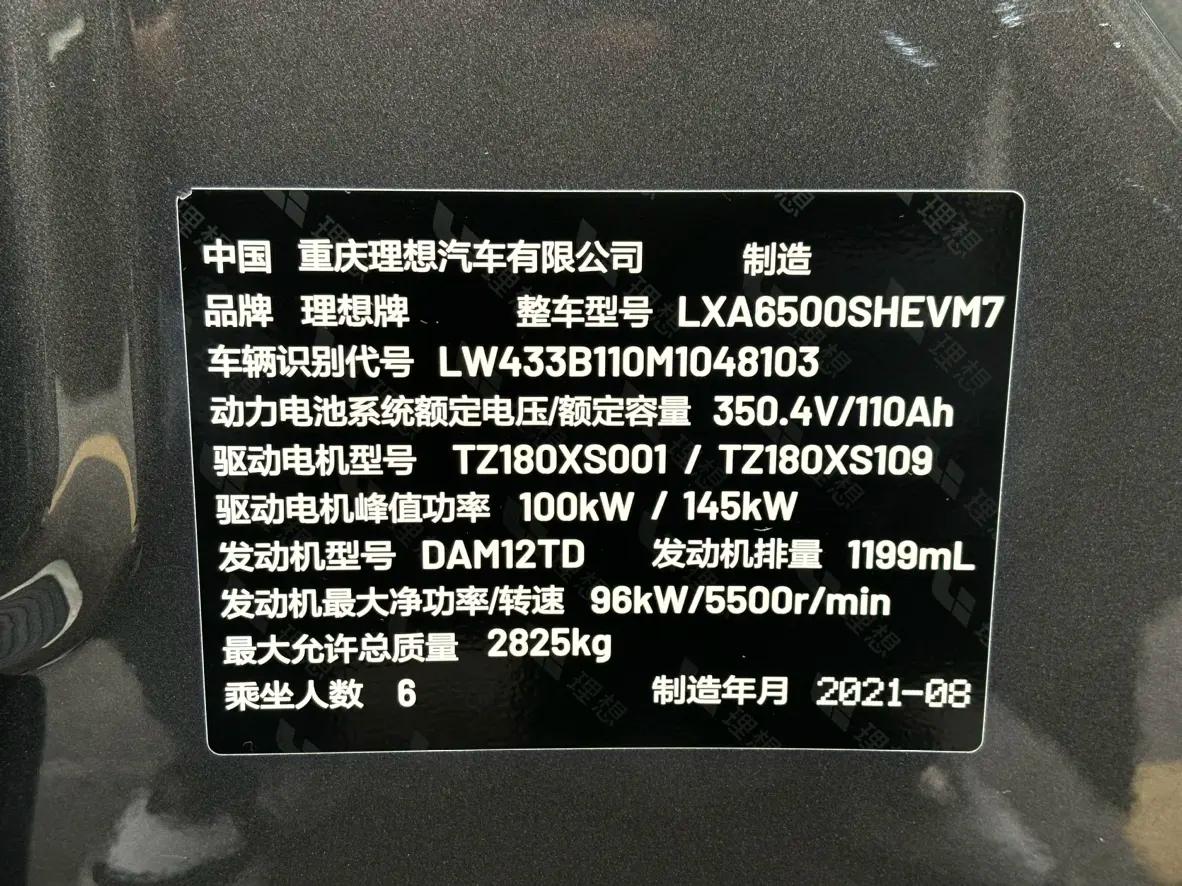 中国 重庆理想汽车有限公司 制造
品牌 理想牌 整车型号 LXA6500SHEVM7
车辆识别代号 LW433B110M1048103
动力电池系统额定电压/额定容量 350.4V/110Ah
驱动电机型号 TZ180XS001 / TZ180XS109
驱动电机峰值功率 100kW / 145kW
发动机型号 DAM12TD 发动机排量 1199mL
发动机最大净功率/转速 96kW/5500r/min
最大允许总质量 2825kg
乘坐人数 6 制造年月 2021-08